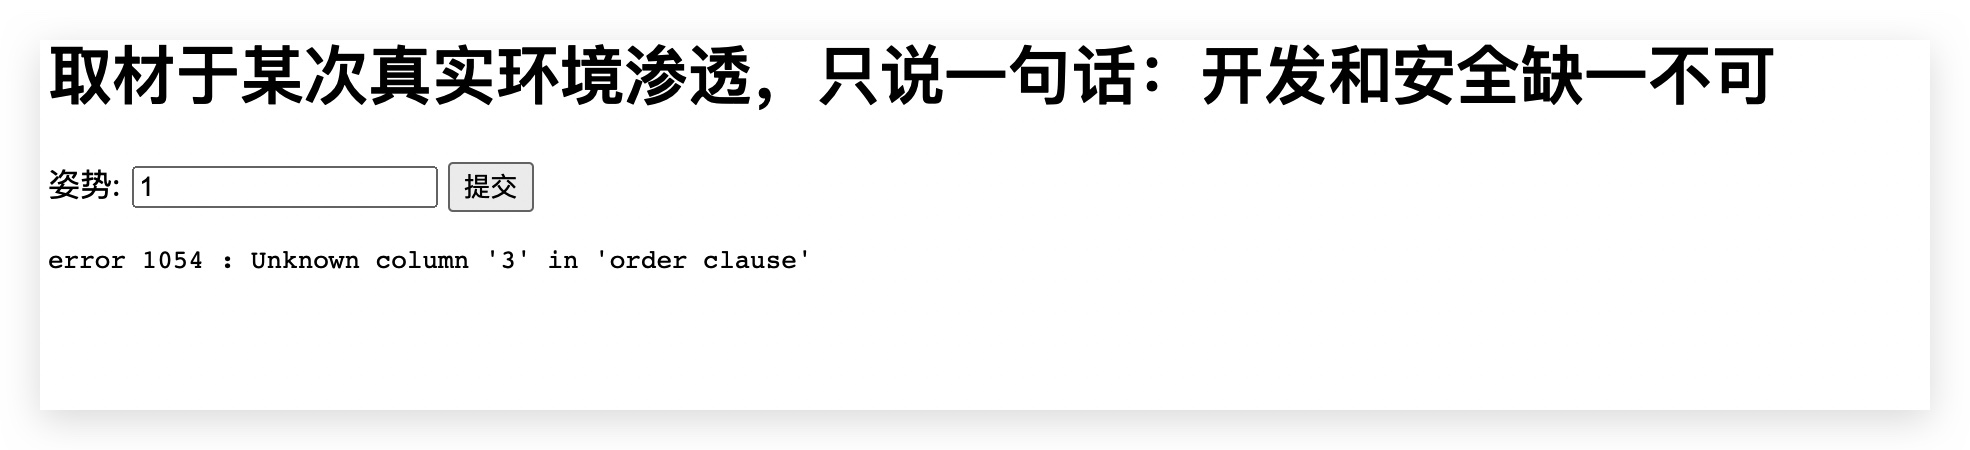 取材于某次真实环境渗透，只说一句话：开发和安全缺一不可
姿势: 1 提交
error 1054 : Unknown column '3' in 'order clause'